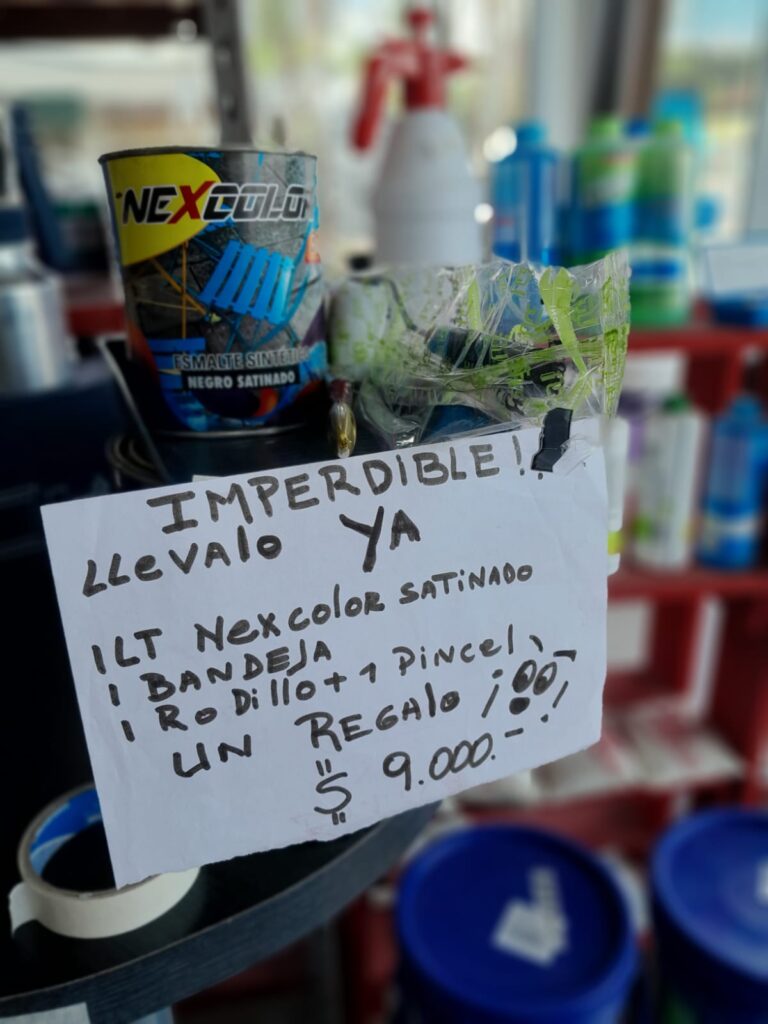 NEXCOLOR
ESMALTE SINTETICO
NEGRO SATINADO
IMPERDIBLE!!
LLeVAlo YA
1LT NexcoloR SATINADO
1 BANDEJA
1 RoDillo + 1 PinCel
UN REGAlo ¡!
$ 9.000.-